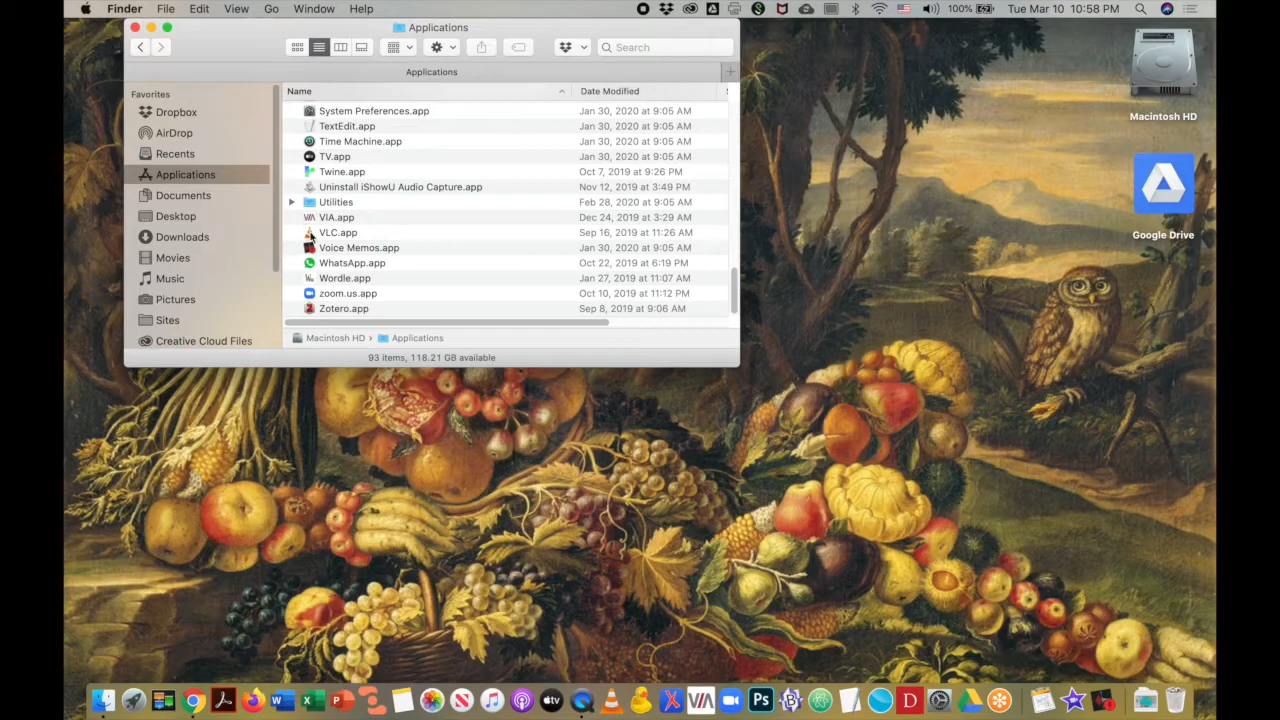 Finder File Edit View Go Window Help 100% Tue Mar 10 10:58 PM
Applications
Search
Applications
Favorites
Dropbox
AirDrop
Recents
Applications
Documents
Desktop
Downloads
Movies
Music
Pictures
Sites
Creative Cloud Files
Name Date Modified
System Preferences.app Jan 30, 2020 at 9:05 AM
TextEdit.app Jan 30, 2020 at 9:05 AM
Time Machine.app Jan 30, 2020 at 9:05 AM
TV.app Jan 30, 2020 at 9:05 AM
Twine.app Oct 7, 2019 at 9:26 PM
Uninstall iShowU Audio Capture.app Nov 12, 2019 at 3:49 PM
Utilities Feb 28, 2020 at 9:05 AM
VIA.app Dec 24, 2019 at 3:29 AM
VLC.app Sep 16, 2019 at 11:26 AM
Voice Memos.app Jan 30, 2020 at 9:05 AM
WhatsApp.app Oct 22, 2019 at 6:19 PM
Wordle.app Jan 27, 2019 at 11:07 AM
zoom.us.app Oct 10, 2019 at 11:12 PM
Zotero.app Sep 8, 2019 at 9:06 AM
Macintosh HD › Applications
93 items, 118.21 GB available
Macintosh HD
Google Drive
tv VIA Ps D